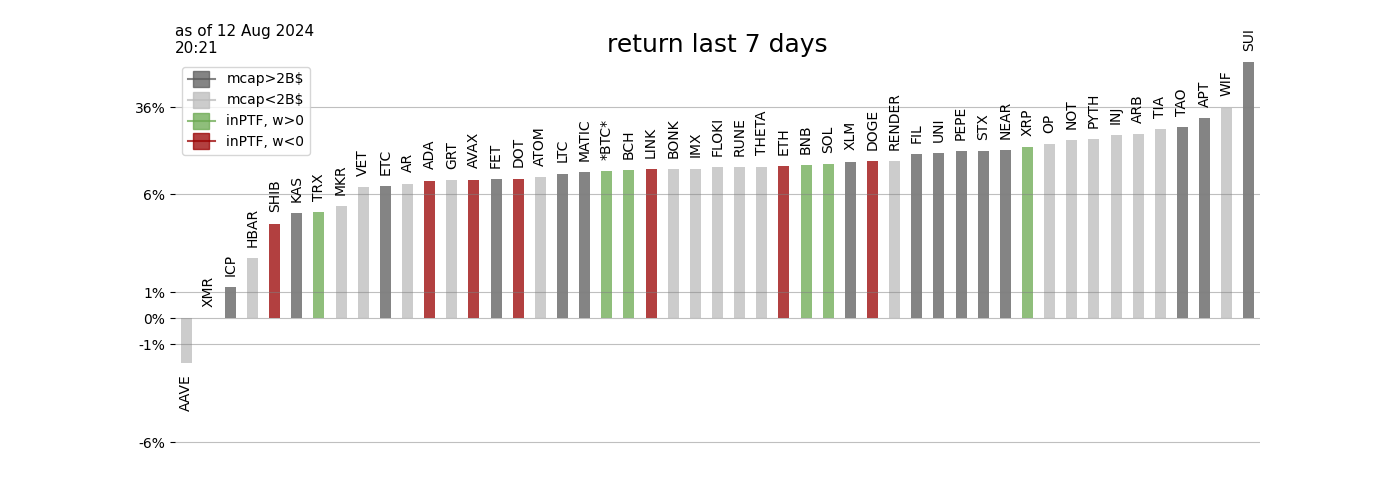 as of 12 Aug 2024
20:21
return last 7 days
mcap>2B$
mcap<2B$
inPTF, w>0
inPTF, w<0
36%
6%
1%
0%
-1%
-6%
AAVE
XMR
ICP
HBAR
SHIB
KAS
TRX
MKR
VET
ETC
AR
ADA
GRT
AVAX
FET
DOT
ATOM
LTC
MATIC
*BTC*
BCH
LINK
BONK
IMX
FLOKI
RUNE
THETA
ETH
BNB
SOL
XLM
DOGE
RENDER
FIL
UNI
PEPE
STX
NEAR
XRP
OP
NOT
PYTH
INJ
ARB
TIA
TAO
APT
WIF
SUI